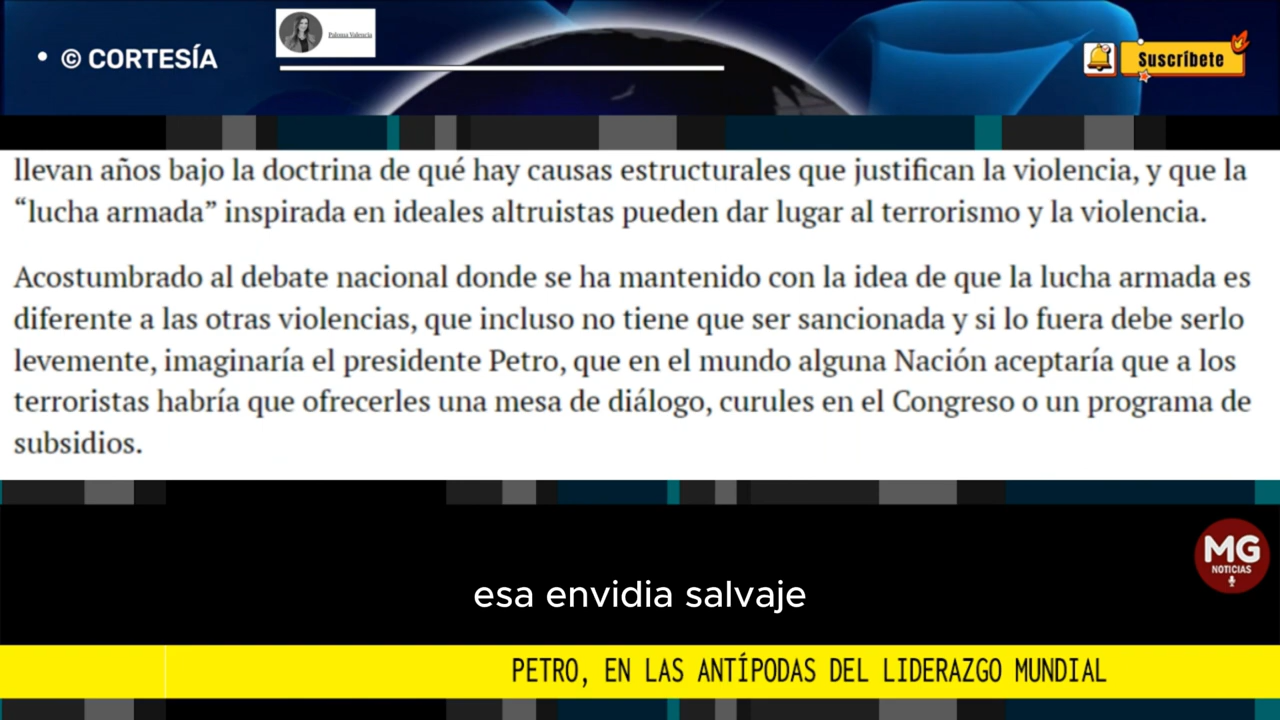 • © CORTESÍA
Paloma Valencia
Suscríbete
llevan años bajo la doctrina de qué hay causas estructurales que justifican la violencia, y que la
“lucha armada” inspirada en ideales altruistas pueden dar lugar al terrorismo y la violencia.
Acostumbrado al debate nacional donde se ha mantenido con la idea de que la lucha armada es
diferente a las otras violencias, que incluso no tiene que ser sancionada y si lo fuera debe serlo
levemente, imaginaría el presidente Petro, que en el mundo alguna Nación aceptaría que a los
terroristas habría que ofrecerles una mesa de diálogo, curules en el Congreso o un programa de
subsidios.
MG
NOTICIAS
esa envidia salvaje
PETRO, EN LAS ANTÍPODAS DEL LIDERAZGO MUNDIAL